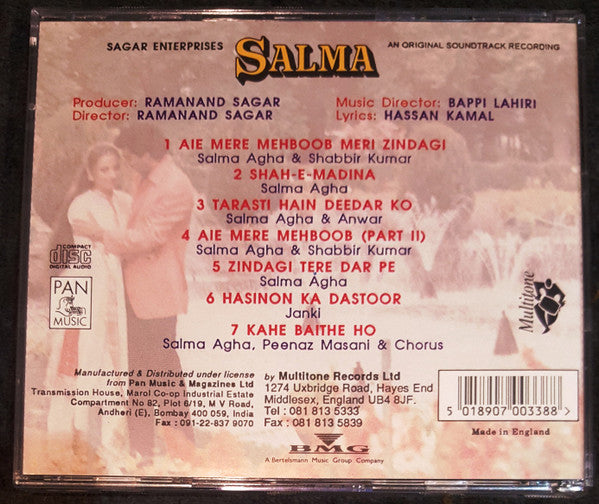 SAGAR ENTERPRISES
SALMA
AN ORIGINAL SOUNDTRACK RECORDING
Producer: RAMANAND SAGAR
Director: RAMANAND SAGAR
Music Director: BAPPI LAHIRI
Lyrics: HASSAN KAMAL
1 AIE MERE MEHBOOB MERI ZINDAGI
Salma Agha & Shabbir Kumar
2 SHAH-E-MADINA
Salma Agha
3 TARASTI HAIN DEEDAR KO
Salma Agha & Anwar
4 AIE MERE MEHBOOB (PART II)
Salma Agha & Shabbir Kumar
5 ZINDAGI TERE DAR PE
Salma Agha
6 HASINON KA DASTOOR
Janki
7 KAHE BAITHE HO
Salma Agha, Peenaz Masani & Chorus
COMPACT
disc
DIGITAL AUDIO
PAN
MUSIC
Multitone
Manufactured & Distributed under license
from Pan Music & Magazines Ltd
Transmission House, Marol Co-op Industrial Estate
Compartment No 82, Plot 6/19, M V Road,
Andheri (E), Bombay 400 059, India
Fax : 091-22-837 9070
by Multitone Records Ltd
1274 Uxbridge Road, Hayes End
Middlesex, England UB4 8JF.
Tel : 081 813 5333
Fax : 081 813 5839
BMG
A Bertelsmann Music Group Company
5 018907 003388 >
Made in England